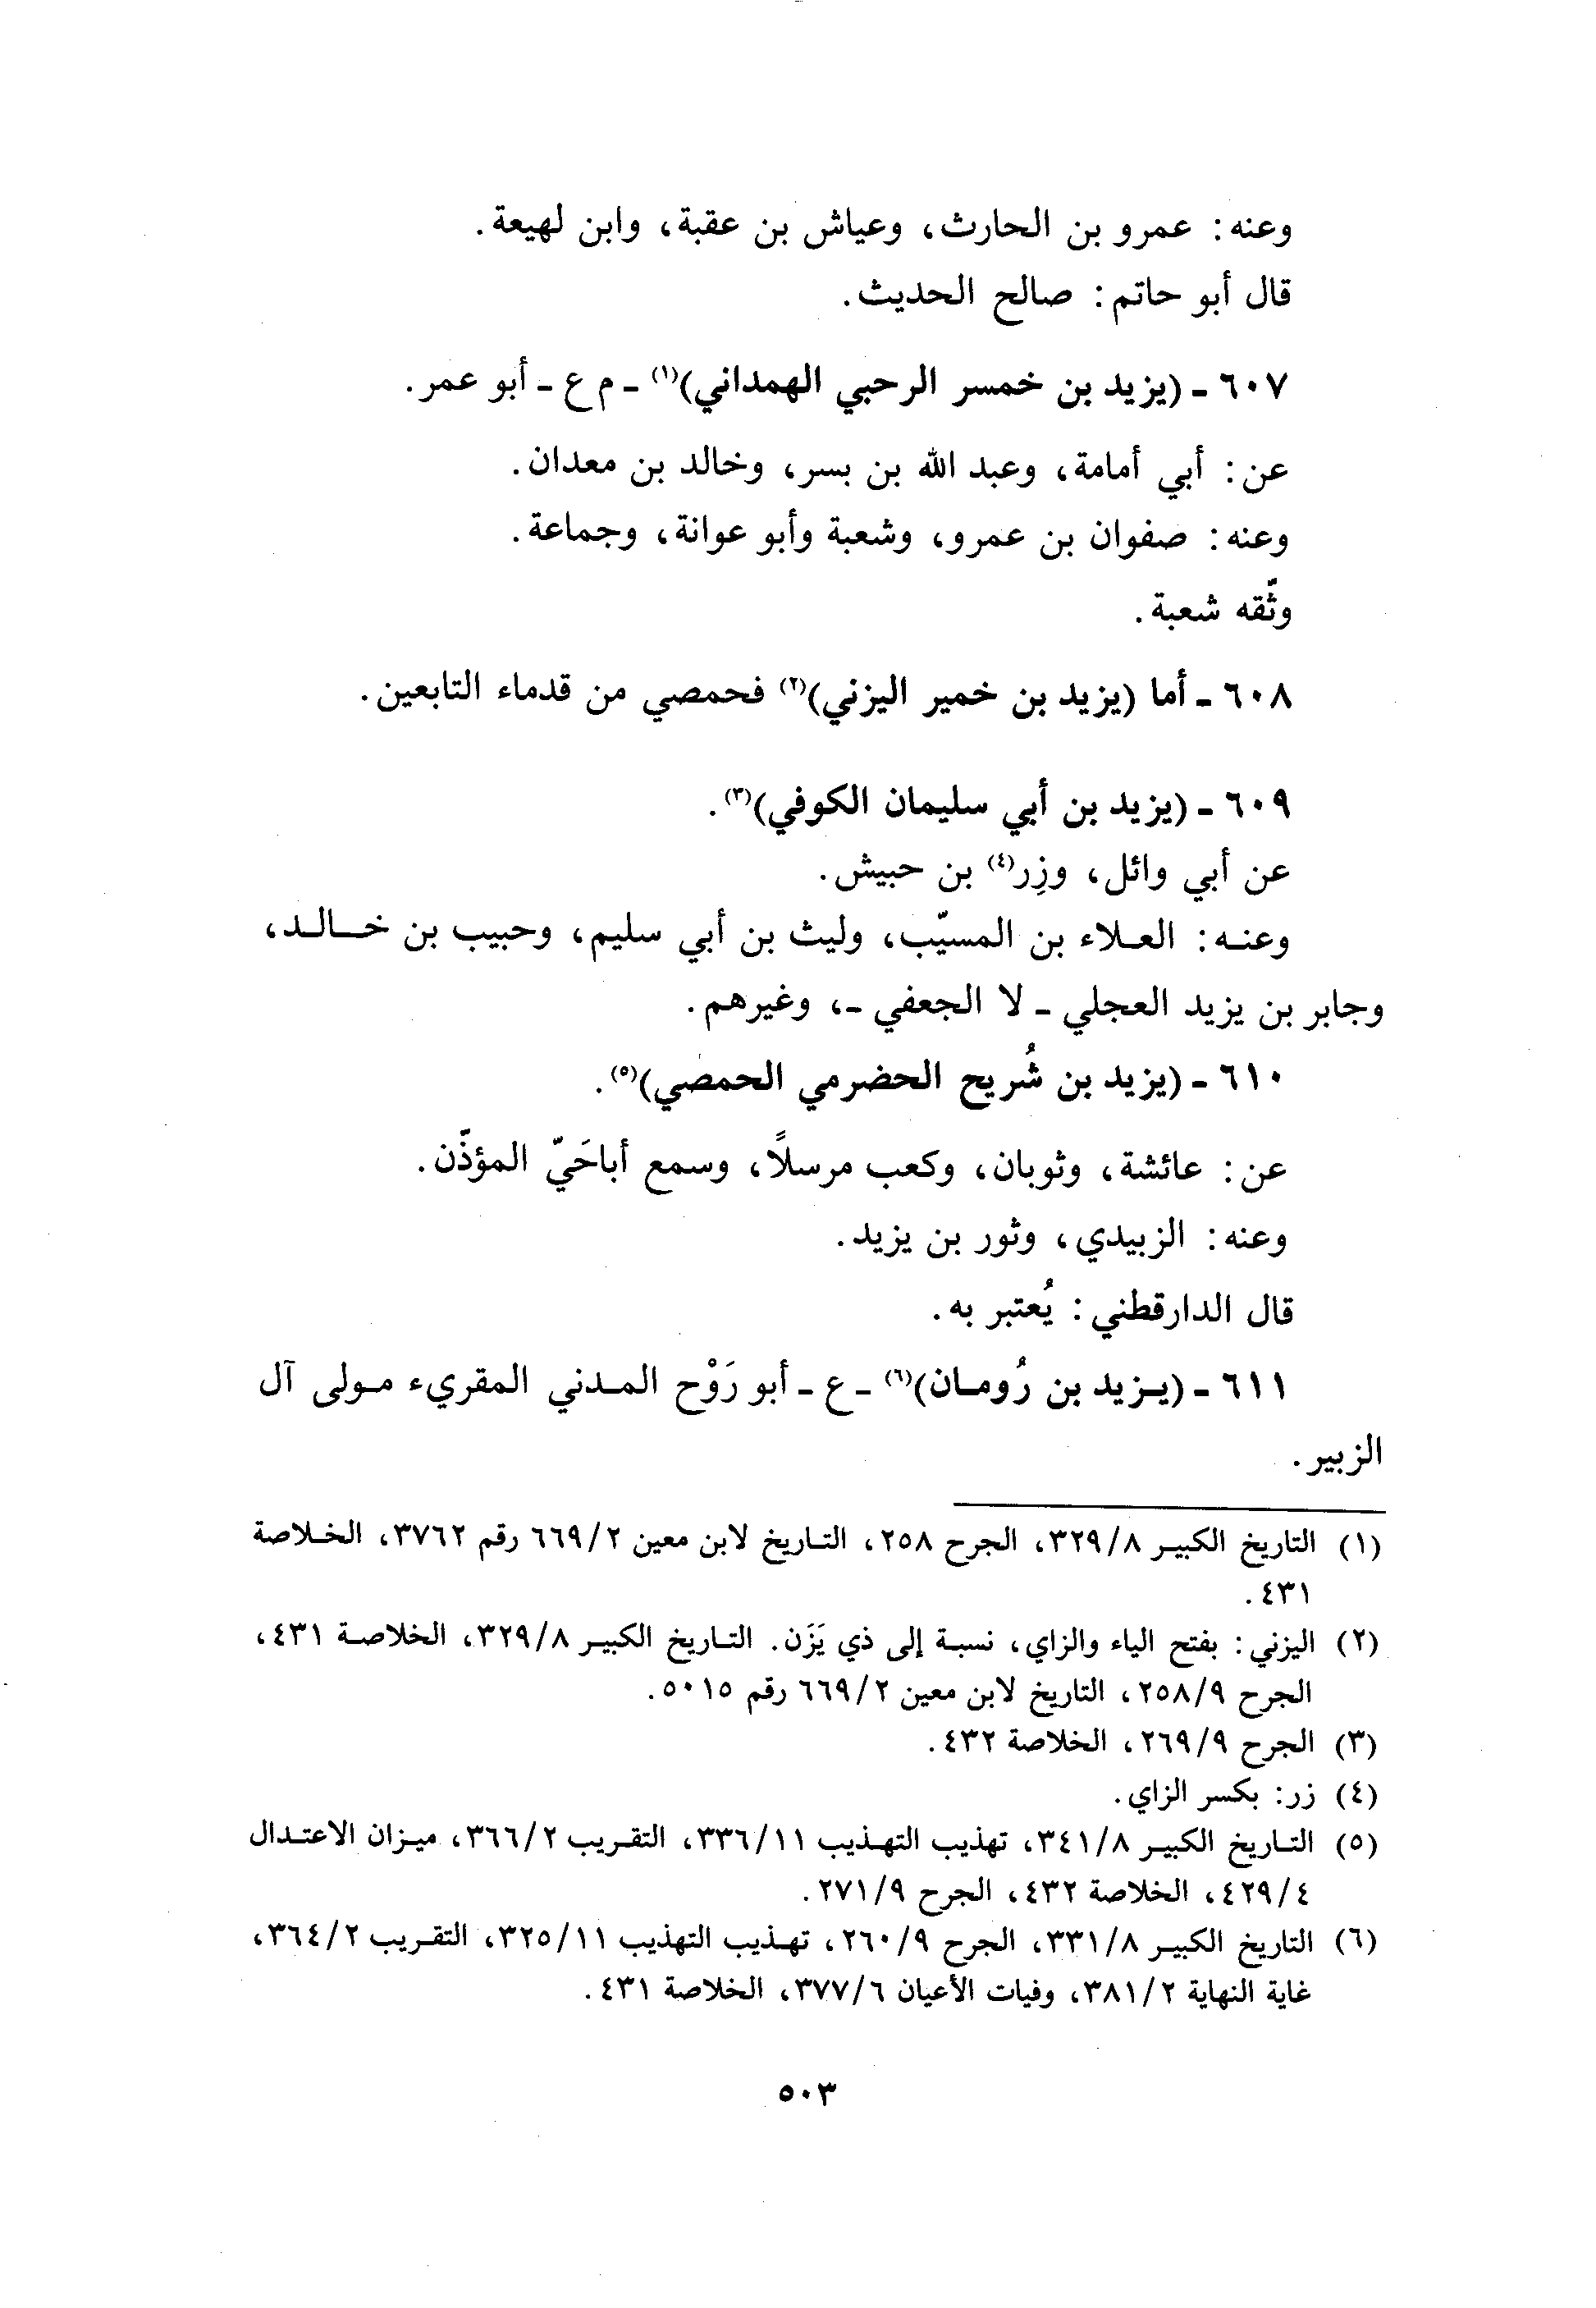 وعنه: عمرو بن الحارث، وعياش بن عقبة، وابن لهيعة.
قال أبو حاتم: صالح الحديث.
٦٠٧ - (يزيد بن خمسر الرحبي الهمداني)(١) - م ع - أبو عمر.
عن: أبي أمامة، وعبد الله بن بسر، وخالد بن معدان.
وعنه: صفوان بن عمرو، وشعبة وأبو عوانة، وجماعة.
وثّقه شعبة.
٦٠٨ - أما (يزيد بن خمير اليزني)(٢) فحمصي من قدماء التابعين.
٦٠٩ - (يزيد بن أبي سليمان الكوفي)(٣).
عن أبي وائل، وزِر(٤) بن حبيش.
وعنه: العلاء بن المسيّب، وليث بن أبي سليم، وحبيب بن خالد،
وجابر بن يزيد العجلي - لا الجعفي -، وغيرهم.
٦١٠ - (يزيد بن شُريح الحضرمي الحمصي)(٥).
عن: عائشة، وثوبان، وكعب مرسلاً، وسمع أباحَيّ المؤذّن.
وعنه: الزبيدي، وثور بن يزيد.
قال الدارقطني: يُعتبر به.
٦١١ - (يزيد بن رُومان)(٦) - ع - أبو رَوْح المدني المقريء مولى آل
الزبير.
(١) التاريخ الكبير ٣٢٩/٨، الجرح ٢٥٨، التاريخ لابن معين ٦٦٩/٢ رقم ٣٧٦٢، الخلاصة
٤٣١.
(٢) اليزني: بفتح الياء والزاي، نسبة إلى ذي يَزَن. التاريخ الكبير ٣٢٩/٨، الخلاصة ٤٣١،
الجرح ٢٥٨/٩، التاريخ لابن معين ٦٦٩/٢ رقم ٥٠١٥.
(٣) الجرح ٢٦٩/٩، الخلاصة ٤٣٢.
(٤) زر: بكسر الزاي.
(٥) التاريخ الكبير ٣٤١/٨، تهذيب التهذيب ٣٣٦/١١، التقريب ٣٦٦/٢، ميزان الاعتدال
٤٢٩/٤، الخلاصة ٤٣٢، الجرح ٢٧١/٩.
(٦) التاريخ الكبير ٣٣١/٨، الجرح ٢٦٠/٩، تهذيب التهذيب ٣٢٥/١١، التقريب ٣٦٤/٢،
غاية النهاية ٣٨١/٢، وفيات الأعيان ٣٧٧/٦، الخلاصة ٤٣١.
٥٠٣